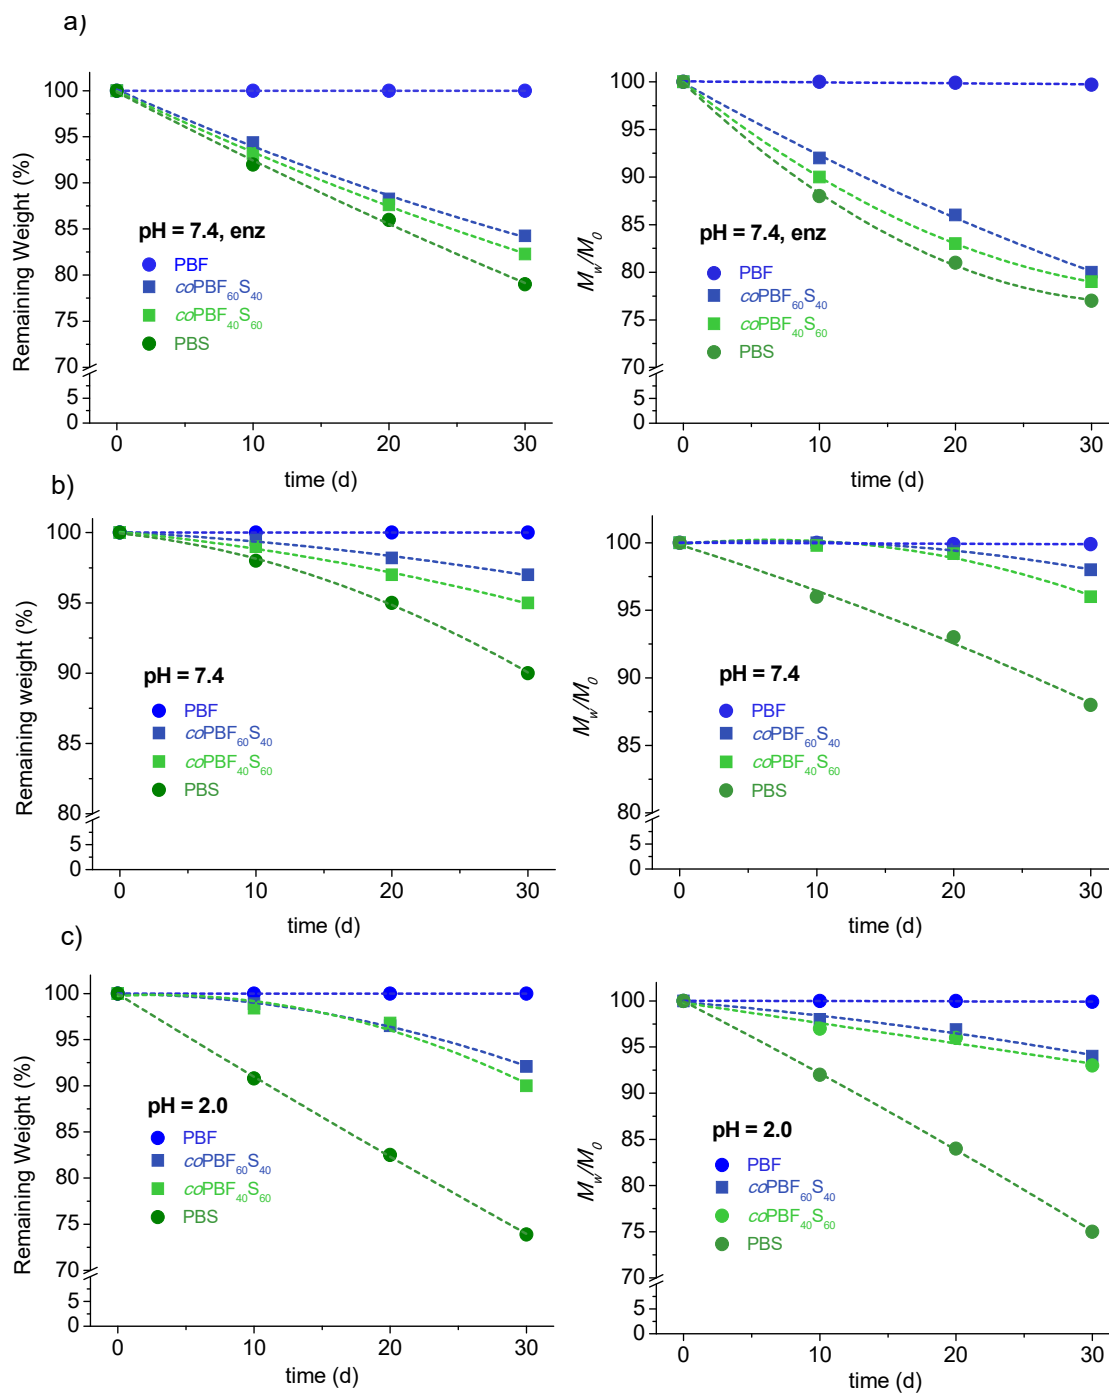 a)
100
95
90
85
80
75
70
5
0
Remaining Weight (%)
pH = 7.4, enz
PBF
coPBF60S40
coPBF40S60
PBS
0 10 20 30
time (d)
100
95
90
85
80
75
70
5
0
Mw/M0
pH = 7.4, enz
PBF
coPBF60S40
coPBF40S60
PBS
0 10 20 30
time (d)
b)
100
95
90
85
80
5
0
Remaining weight (%)
pH = 7.4
PBF
coPBF60S40
coPBF40S60
PBS
0 10 20 30
time (d)
100
95
90
85
80
5
0
Mw/M0
pH = 7.4
PBF
coPBF60S40
coPBF40S60
PBS
0 10 20 30
time (d)
c)
100
95
90
85
80
75
70
5
0
Remaining Weight (%)
pH = 2.0
PBF
coPBF60S40
coPBF40S60
PBS
0 10 20 30
time (d)
100
95
90
85
80
75
70
5
0
Mw/M0
pH = 2.0
PBF
coPBF60S40
coPBF40S60
PBS
0 10 20 30
time (d)